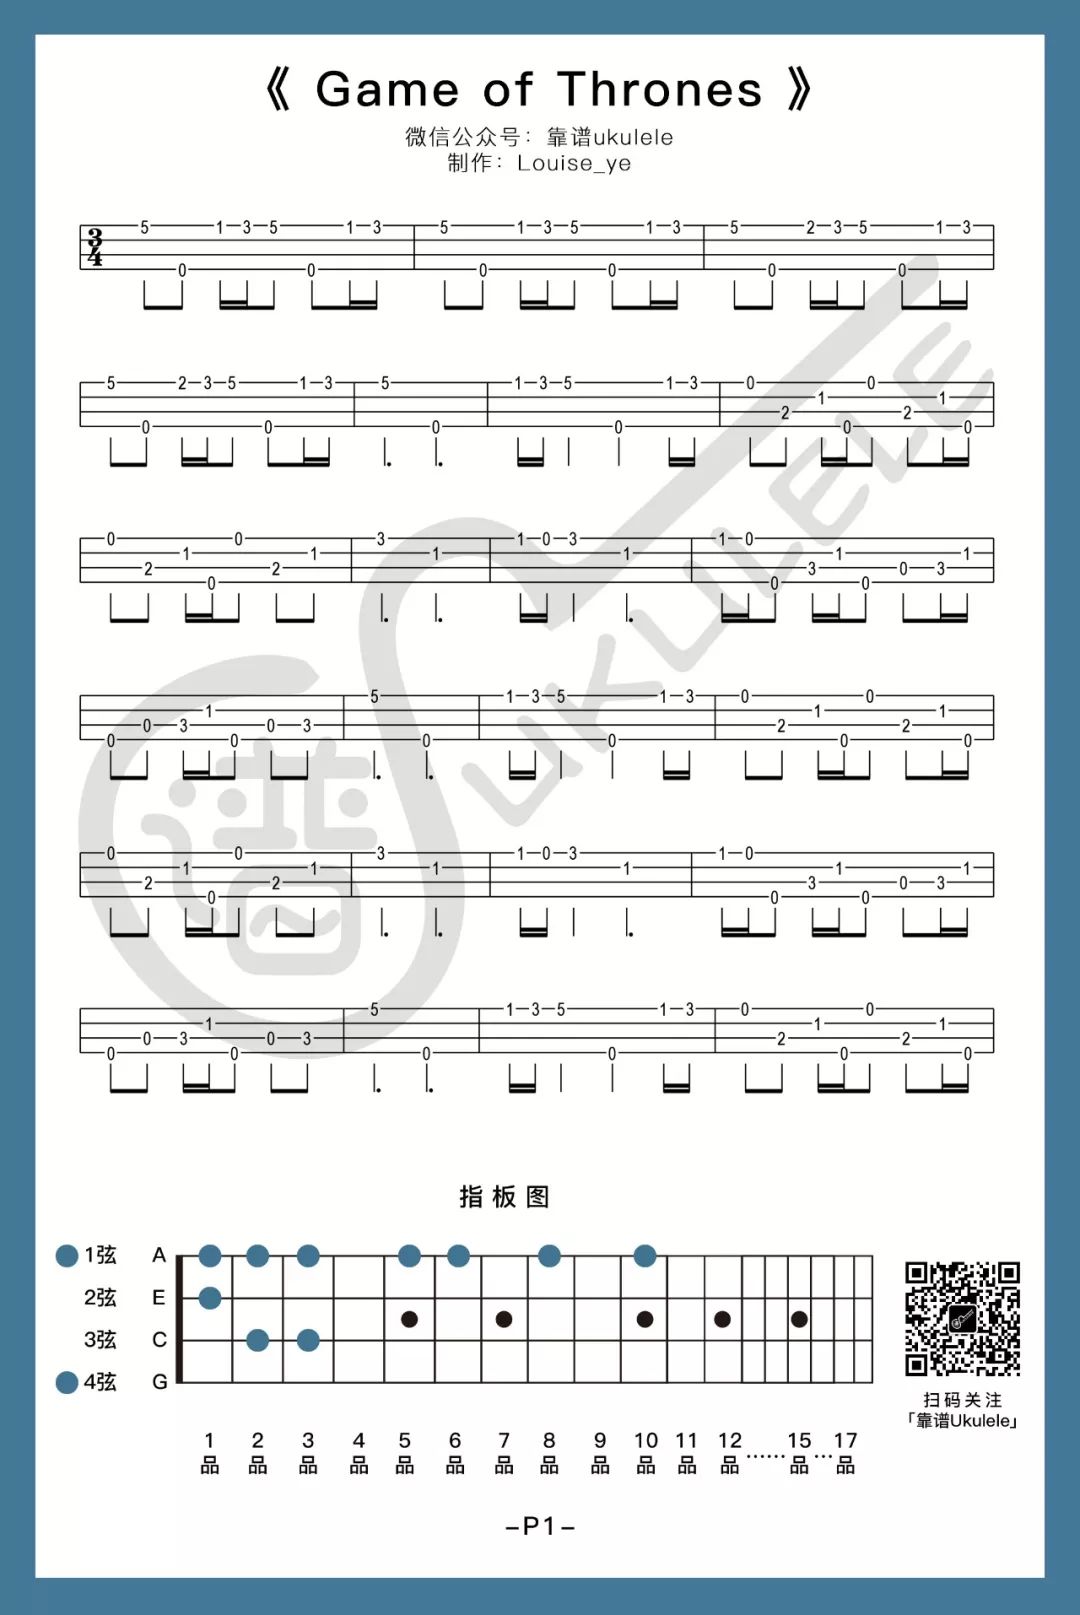 《 Game of Thrones 》
微信公众号：靠谱ukulele
制作：Louise_ye
3
4
5 0 1 3 5 0 1 3 5 0 1 3 5 0 1 3 5 0 2 3 5 0 1 3
5 0 2 3 5 0 1 3 5 0 1 3 5 0 1 3 0 2 1 0 0 2 1 0
0 2 1 0 0 2 1 3 1 1 0 3 1 1 0 0 3 1 0 0 3 1
0 0 3 1 0 0 3 5 0 1 3 5 0 1 3 0 2 1 0 0 2 1 0
0 2 1 0 0 2 1 3 1 1 0 3 1 1 0 0 3 1 0 0 3 1
0 0 3 1 0 0 3 5 0 1 3 5 0 1 3 0 2 1 0 0 2 1 0
谱 UKULELE
指板图
1弦 A
2弦 E
3弦 C
4弦 G
1 2 3 4 5 6 7 8 9 10 11 12 15 17
品 品 品 品 品 品 品 品 品 品 品 品 …… 品 … 品
扫码关注
「靠谱Ukulele」
–P1–